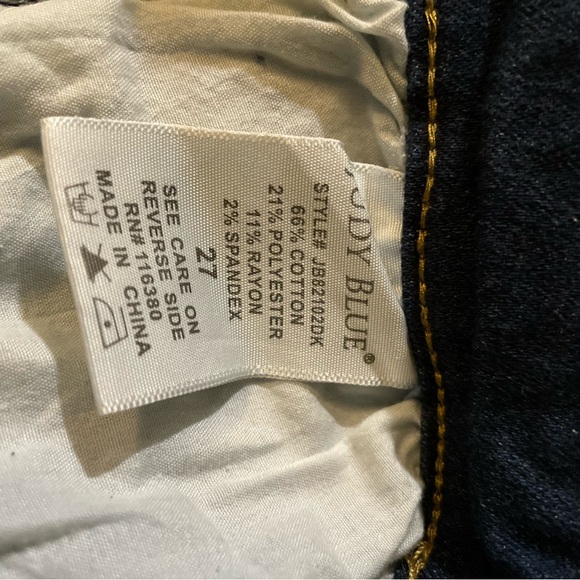 JUDY BLUE®
STYLE# JB82102DK
66% COTTON
21% POLYESTER
11% RAYON
2% SPANDEX
27
SEE CARE ON
REVERSE SIDE
RN# 116380
MADE IN CHINA